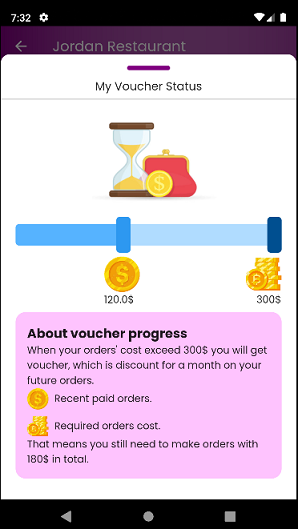 7:32
Jordan Restaurant
My Voucher Status
120.0$
300$
About voucher progress
When your orders' cost exceed 300$ you will get
voucher, which is discount for a month on your
future orders.
Recent paid orders.
Required orders cost.
That means you still need to make orders with
180$ in total.